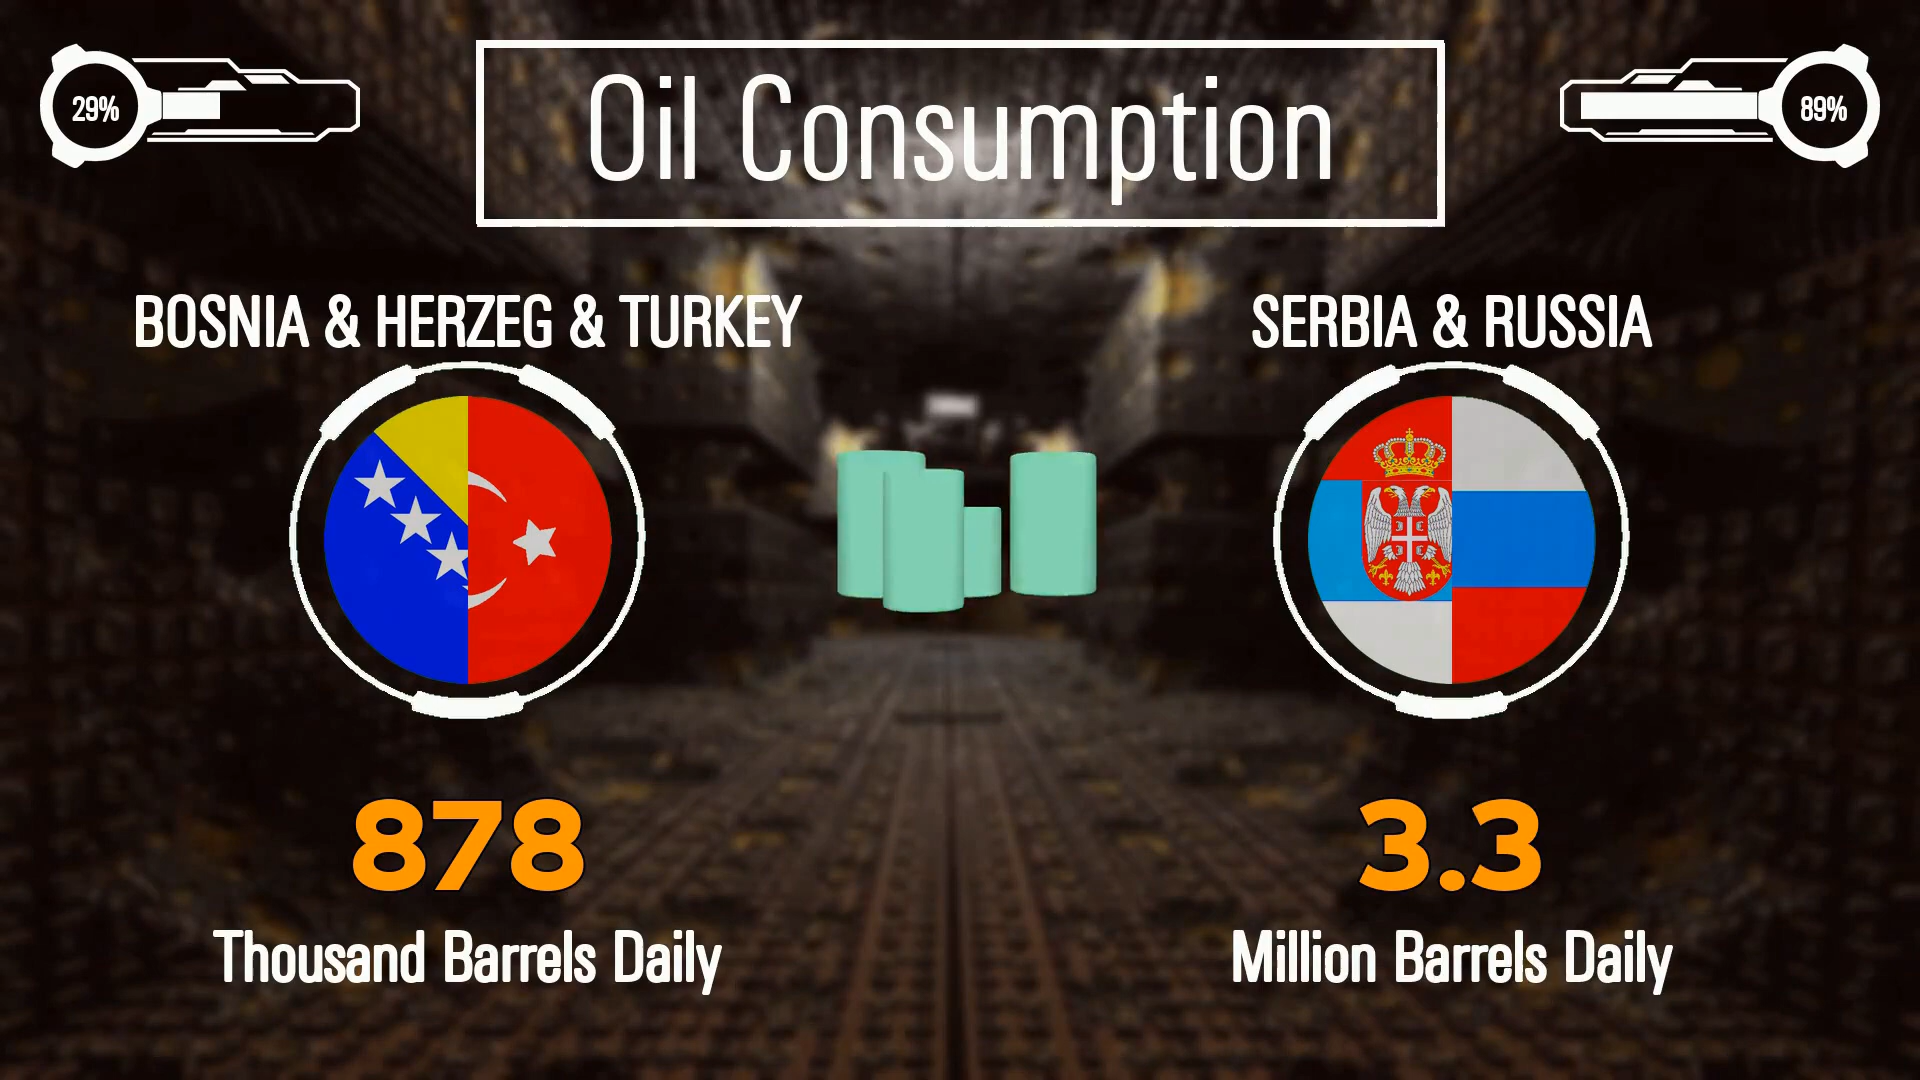 29%
Oil Consumption
89%
BOSNIA & HERZEG & TURKEY
SERBIA & RUSSIA
878
Thousand Barrels Daily
3.3
Million Barrels Daily